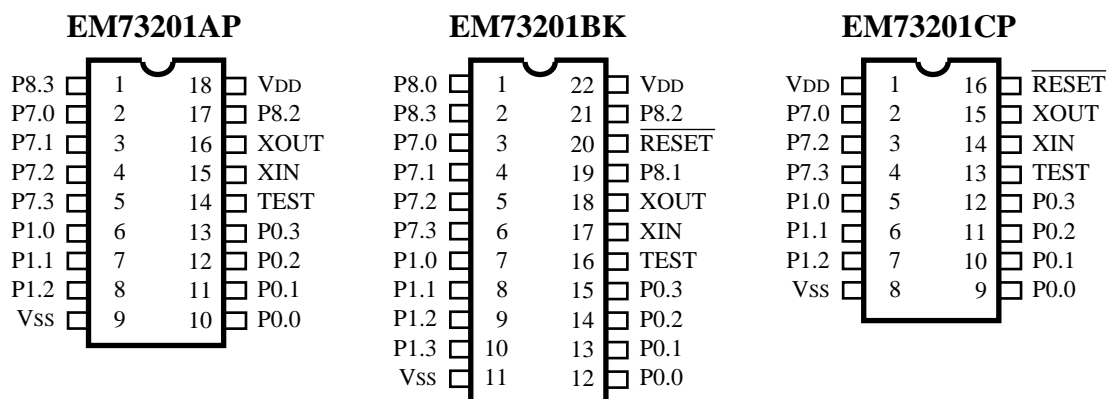 EM73201AP
P8.3 1 18 VDD
P7.0 2 17 P8.2
P7.1 3 16 XOUT
P7.2 4 15 XIN
P7.3 5 14 TEST
P1.0 6 13 P0.3
P1.1 7 12 P0.2
P1.2 8 11 P0.1
VSS 9 10 P0.0
EM73201BK
P8.0 1 22 VDD
P8.3 2 21 P8.2
P7.0 3 20 RESET
P7.1 4 19 P8.1
P7.2 5 18 XOUT
P7.3 6 17 XIN
P1.0 7 16 TEST
P1.1 8 15 P0.3
P1.2 9 14 P0.2
P1.3 10 13 P0.1
VSS 11 12 P0.0
EM73201CP
VDD 1 16 RESET
P7.0 2 15 XOUT
P7.2 3 14 XIN
P7.3 4 13 TEST
P1.0 5 12 P0.3
P1.1 6 11 P0.2
P1.2 7 10 P0.1
VSS 8 9 P0.0